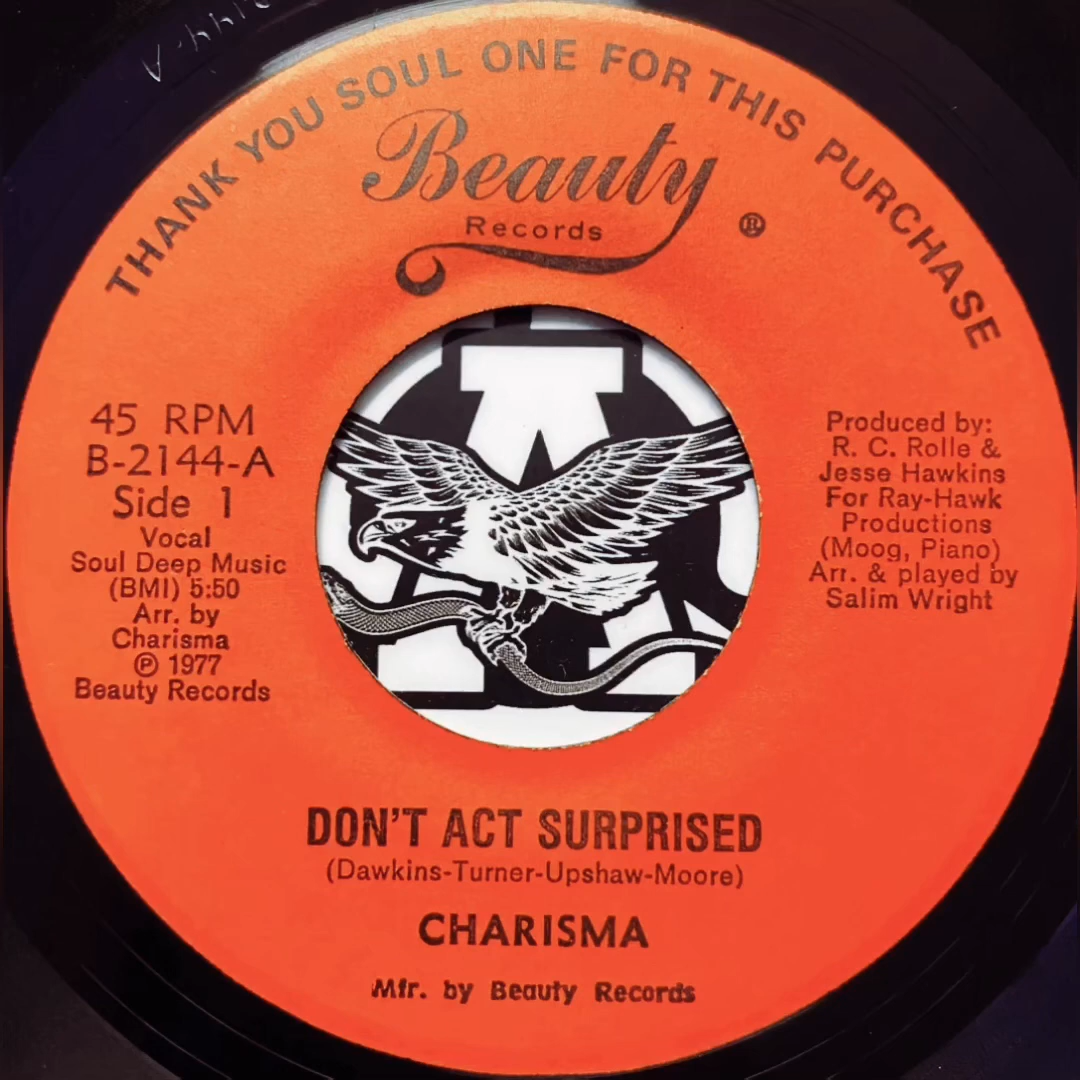 THANK YOU SOUL ONE FOR THIS PURCHASE
Beauty
Records
®
45 RPM
B-2144-A
Side 1
Vocal
Soul Deep Music
(BMI) 5:50
Arr. by
Charisma
℗ 1977
Beauty Records
Produced by:
R. C. Rolle &
Jesse Hawkins
For Ray-Hawk
Productions
(Moog, Piano)
Arr. & played by
Salim Wright
DON'T ACT SURPRISED
(Dawkins-Turner-Upshaw-Moore)
CHARISMA
Mfr. by Beauty Records